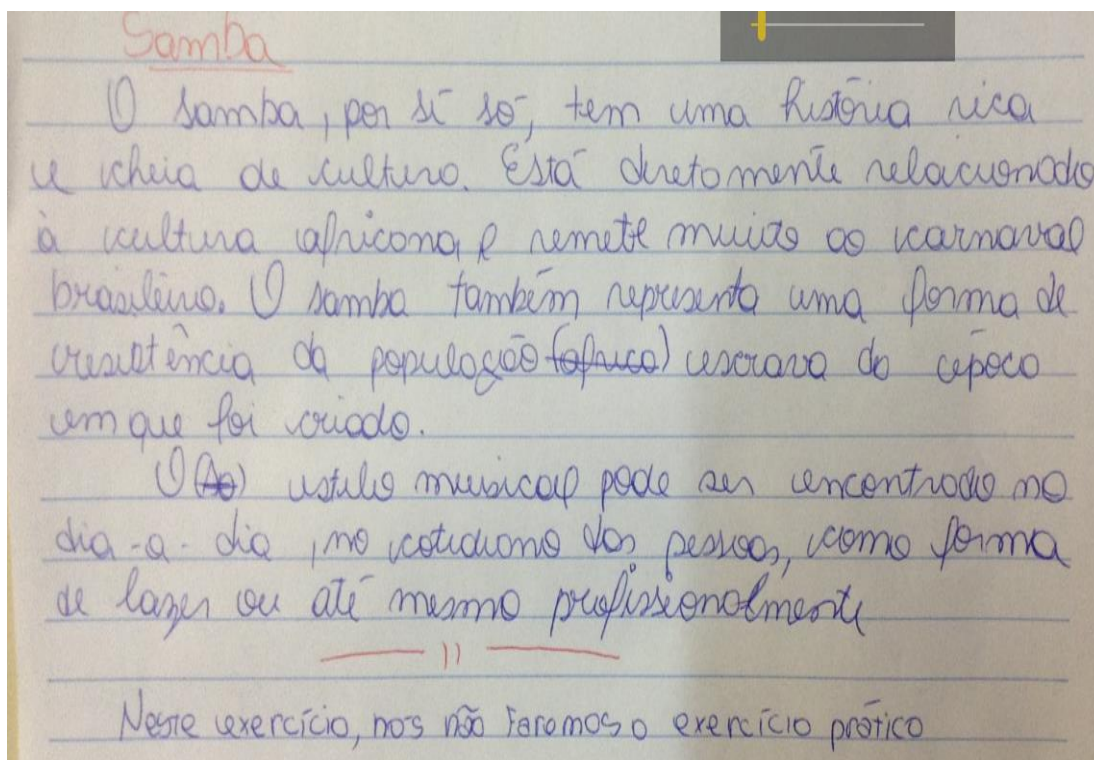 Samba
O samba, por si só, tem uma história rica
e cheia de cultura. Está diretamente relacionado
à cultura africana, e remete muito ao carnaval
brasileiro. O samba também representa uma forma de
resistência da população (africa) escrava da época
em que foi criado.
O (Ao) estilo musical pode ser encontrado no
dia-a-dia, no cotidiano das pessoas, como forma
de lazer ou até mesmo profissionalmente
Neste exercício, nós não faremos o exercício prático